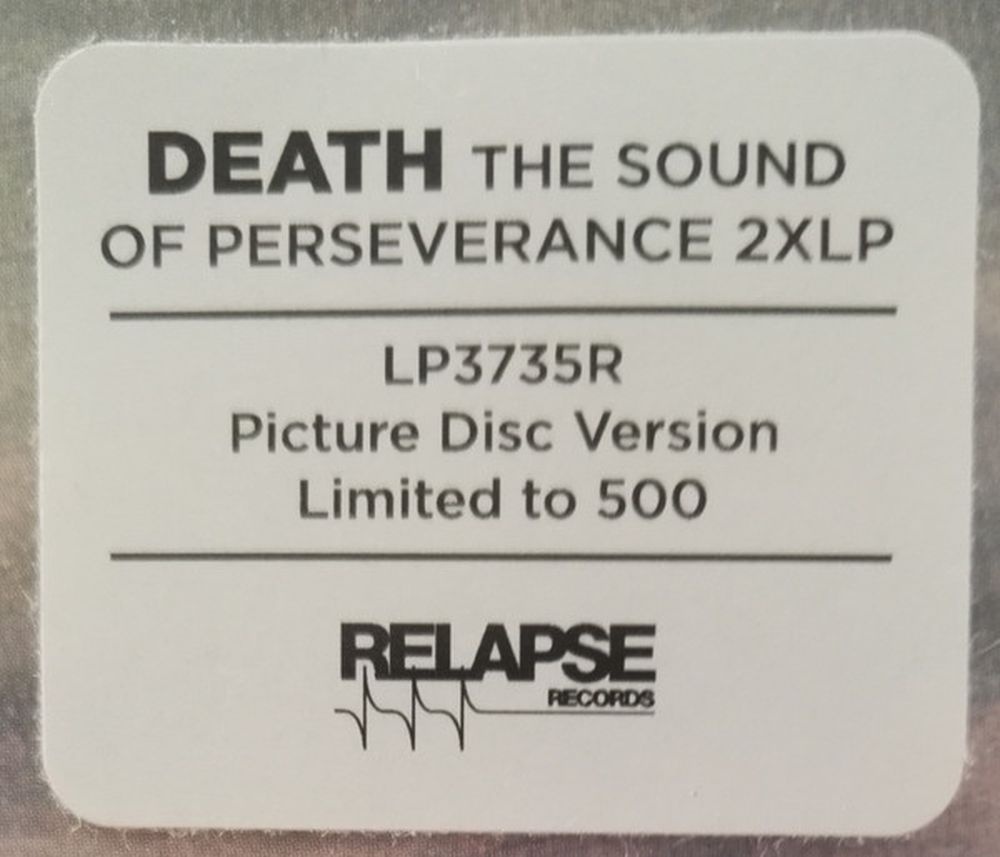 DEATH THE SOUND
OF PERSEVERANCE 2XLP
LP3735R
Picture Disc Version
Limited to 500
RELAPSE
RECORDS